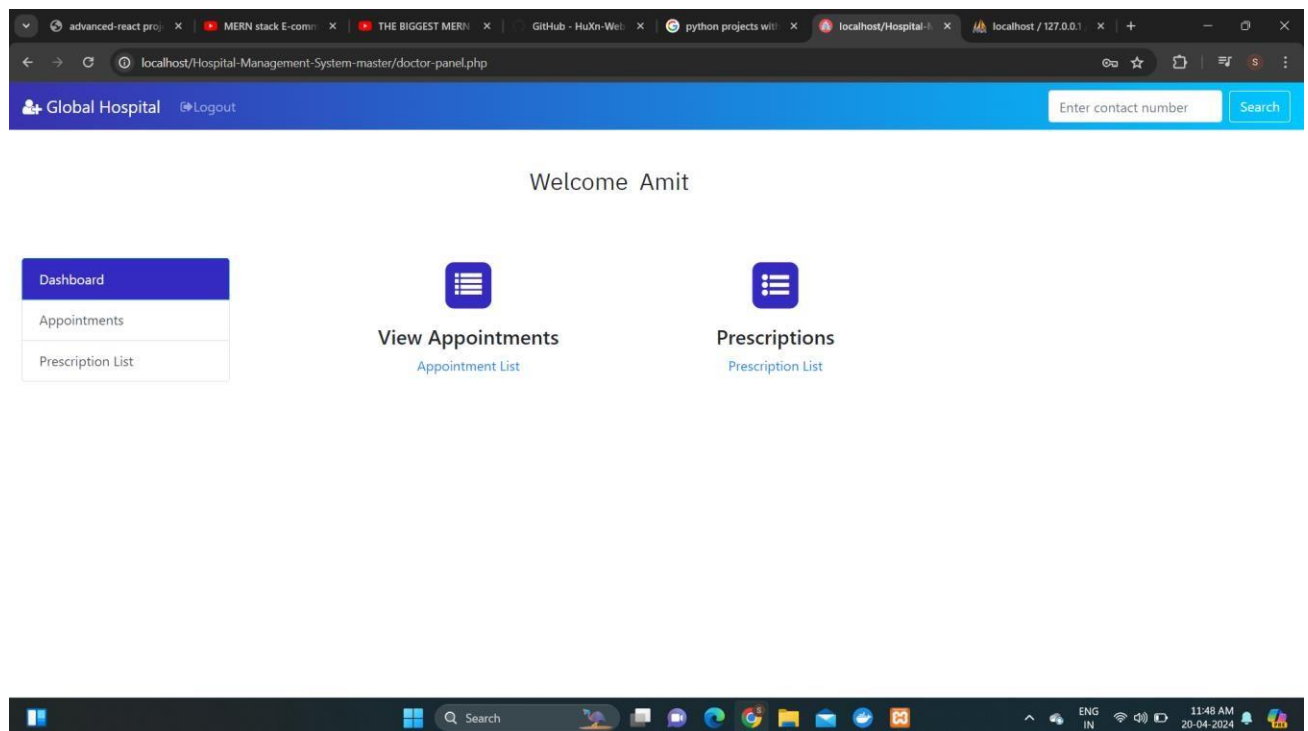 advanced-react proj
MERN stack E-comm
THE BIGGEST MERN
GitHub - HuXn-Web
python projects with
localhost/Hospital-M
localhost / 127.0.0.1
localhost/Hospital-Management-System-master/doctor-panel.php
S
Global Hospital Logout Enter contact number Search
Welcome Amit
Dashboard
Appointments
Prescription List
View Appointments
Appointment List
Prescriptions
Prescription List
Search
ENG
IN
11:48 AM
20-04-2024